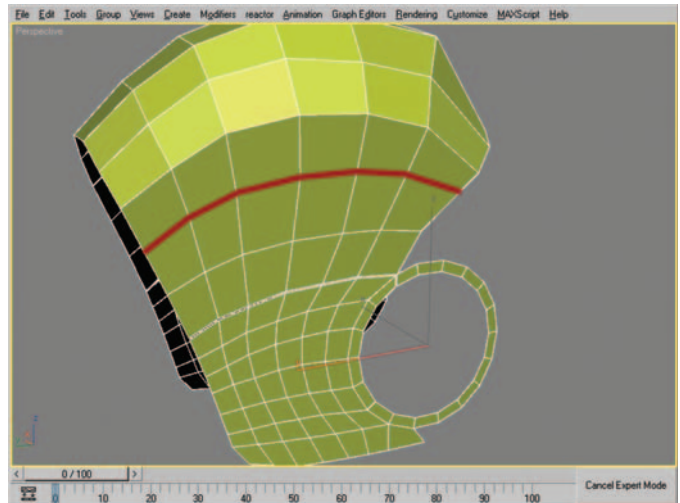 File Edit Tools Group Views Create Modifiers reactor Animation Graph Editors Rendering Customize MAXScript Help
Perspective
< 0 / 100 >
0 10 20 30 40 50 60 70 80 90 100
Cancel Expert Mode